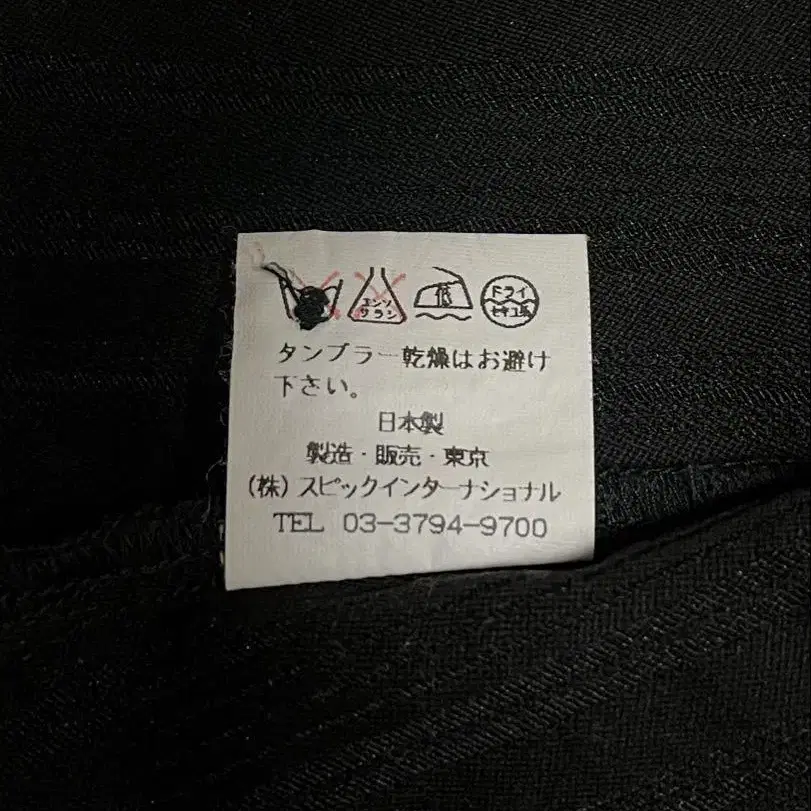 エンソ 低 ドライ
サラシ セキユ系
タンブラー乾燥はお避け
下さい。
日本製
製造・販売・東京
(株)スピックインターナショナル
TEL 03-3794-9700